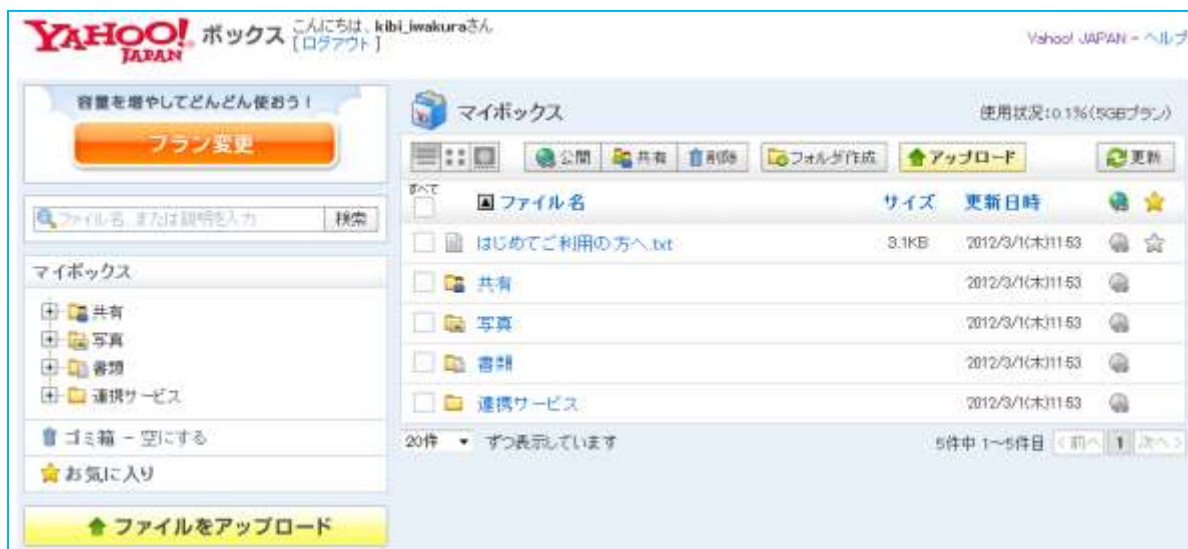 YAHOO! JAPAN ボックス こんにちは、kibi_iwakuraさん
[ログアウト]
Yahoo! JAPAN - ヘルプ
容量を増やしてどんどん使おう!
プラン変更
ファイル名、または説明を入力 検索
マイボックス
共有
写真
書類
連携サービス
ゴミ箱 - 空にする
お気に入り
ファイルをアップロード
マイボックス 使用状況:0.1%(5GBプラン)
公開 共有 削除 フォルダ作成 アップロード 更新
すべて ファイル名 サイズ 更新日時
はじめてご利用の方へ.txt 3.1KB 2012/3/1(木)11:53
共有 2012/3/1(木)11:53
写真 2012/3/1(木)11:53
書類 2012/3/1(木)11:53
連携サービス 2012/3/1(木)11:53
20件 ずつ表示しています 5件中 1~5件目 <前へ 1 次へ>